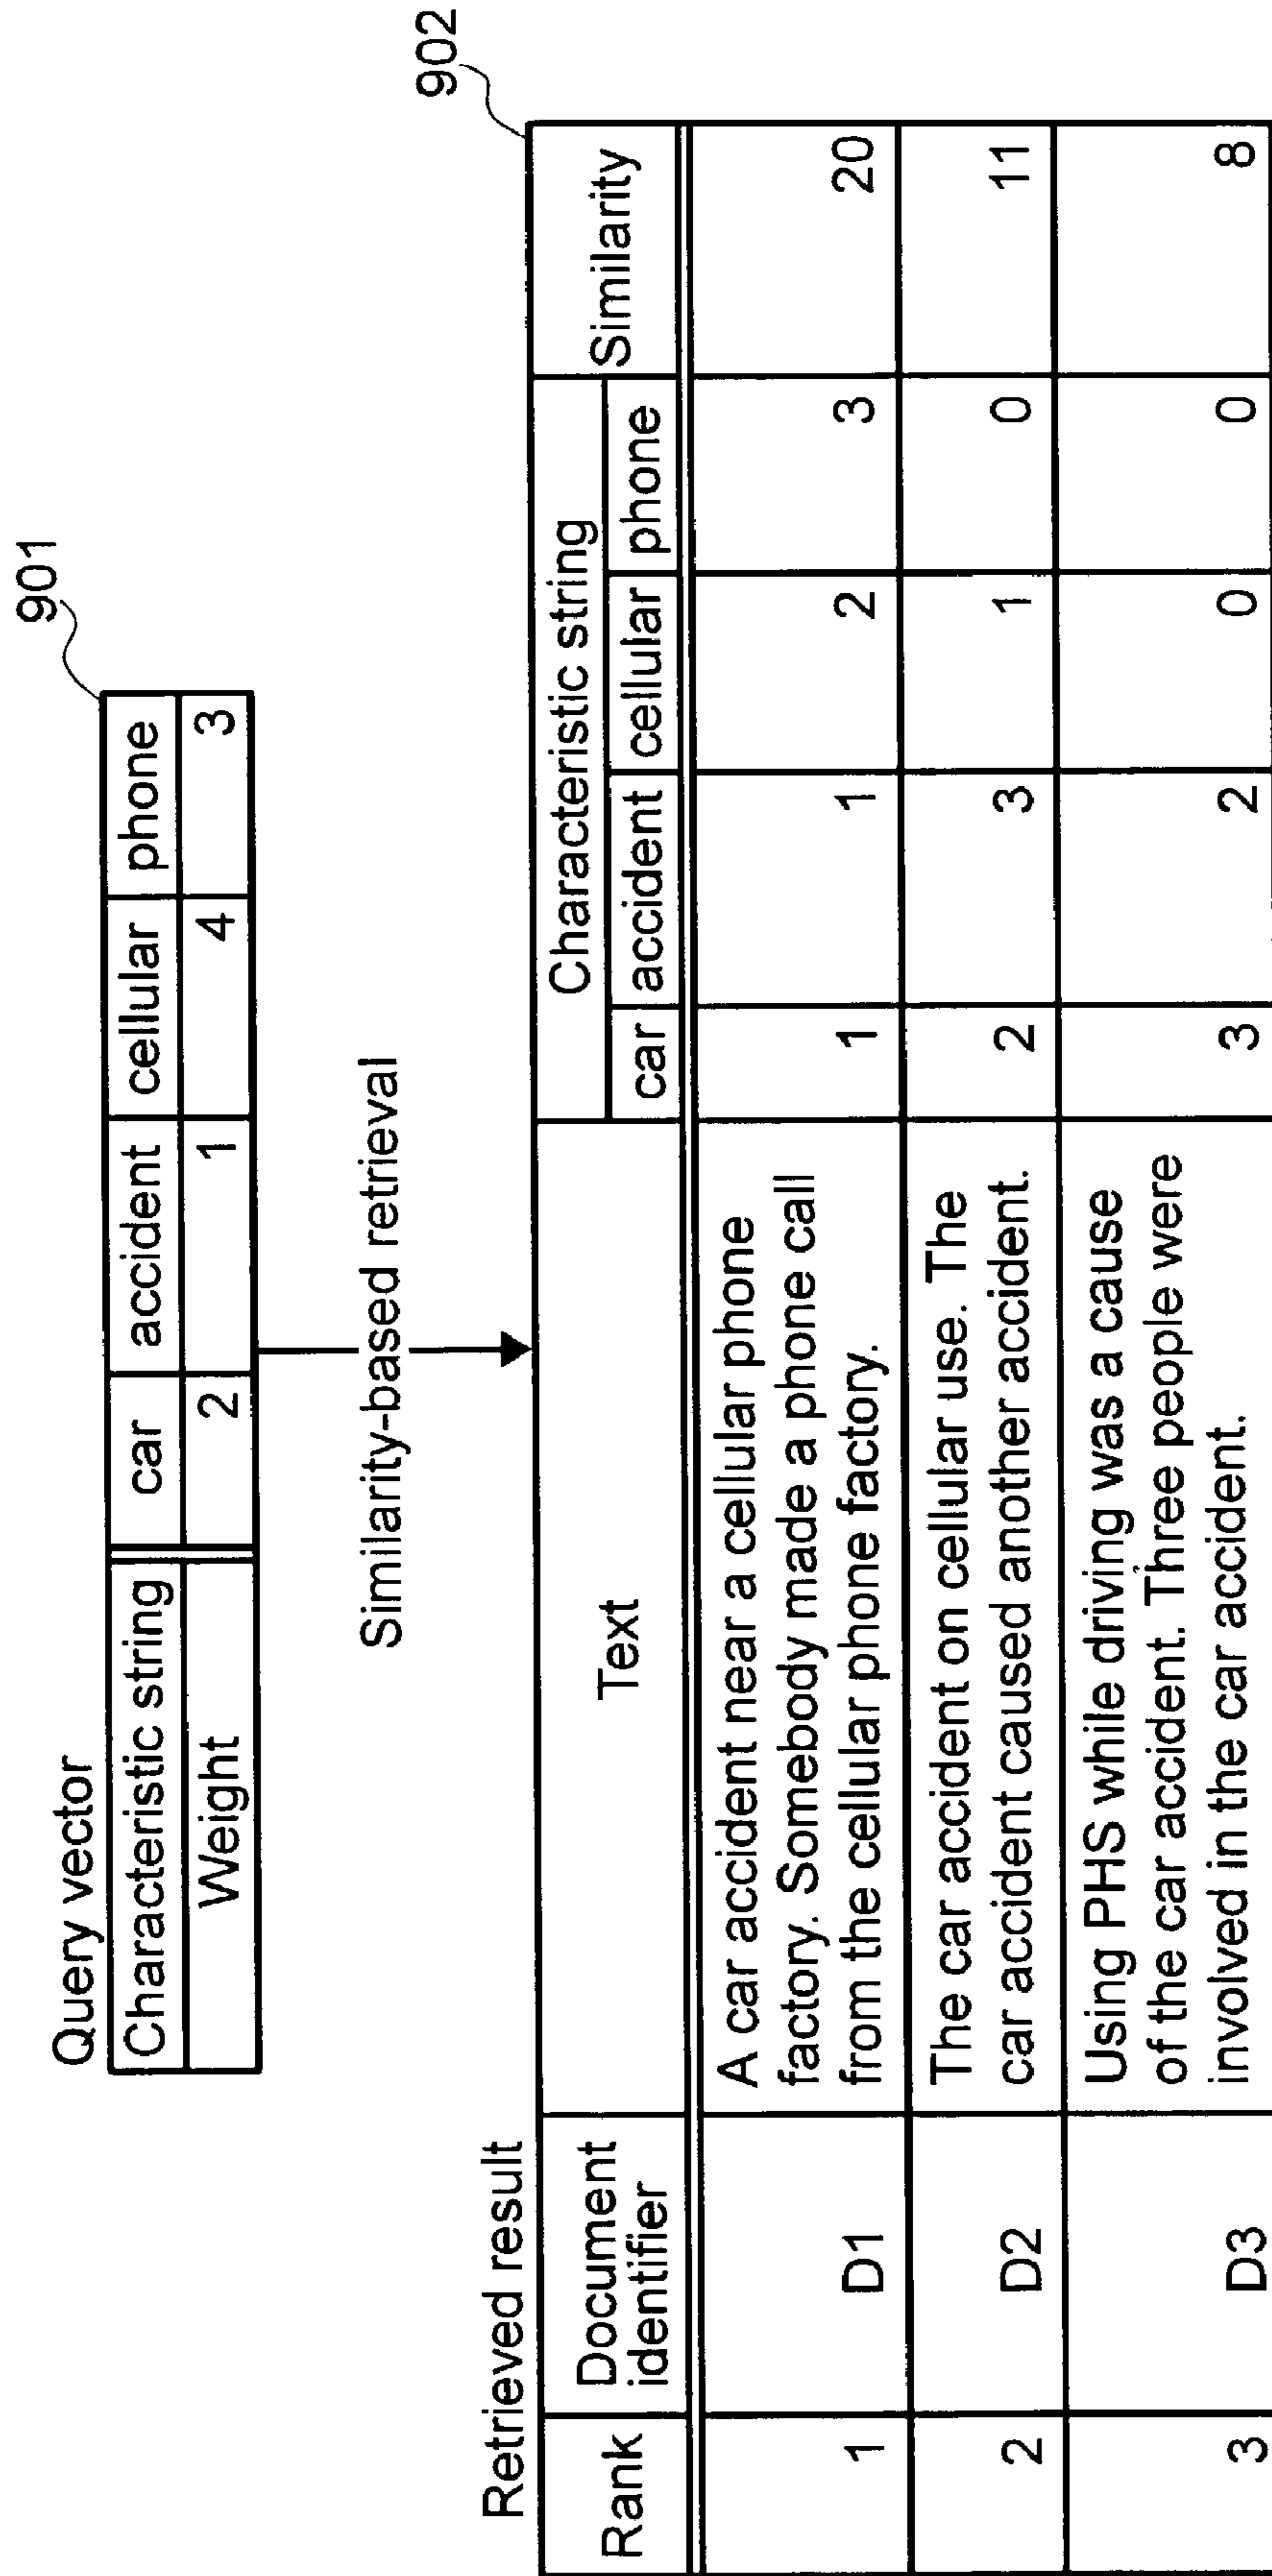 901
Query vector
Characteristic string car accident cellular phone
Weight 2 1 4 3
Similarity-based retrieval
902
Retrieved result
Rank Document identifier Text Characteristic string Similarity
car accident cellular phone
1 D1 A car accident near a cellular phone
factory. Somebody made a phone call
from the cellular phone factory. 1 1 2 3 20
2 D2 The car accident on cellular use. The
car accident caused another accident. 2 3 1 0 11
3 D3 Using PHS while driving was a cause
of the car accident. Three people were
involved in the car accident. 3 2 0 0 8